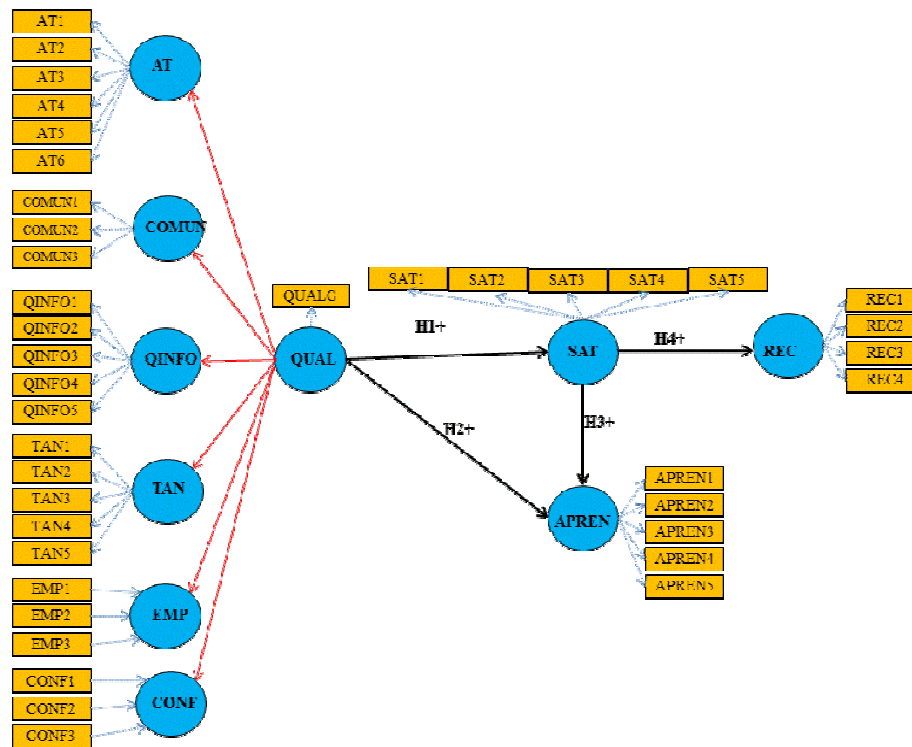 AT1
AT2
AT3
AT4
AT5
AT6
AT
COMUN1
COMUN2
COMUN3
COMUN
QINFO1
QINFO2
QINFO3
QINFO4
QINFO5
QINFO
TAN1
TAN2
TAN3
TAN4
TAN5
TAN
EMP1
EMP2
EMP3
EMP
CONF1
CONF2
CONF3
CONF
QUALG
QUAL
H1+
H2+
SAT1
SAT2
SAT3
SAT4
SAT5
SAT
H3+
H4+
REC
REC1
REC2
REC3
REC4
APREN
APREN1
APREN2
APREN3
APREN4
APREN5